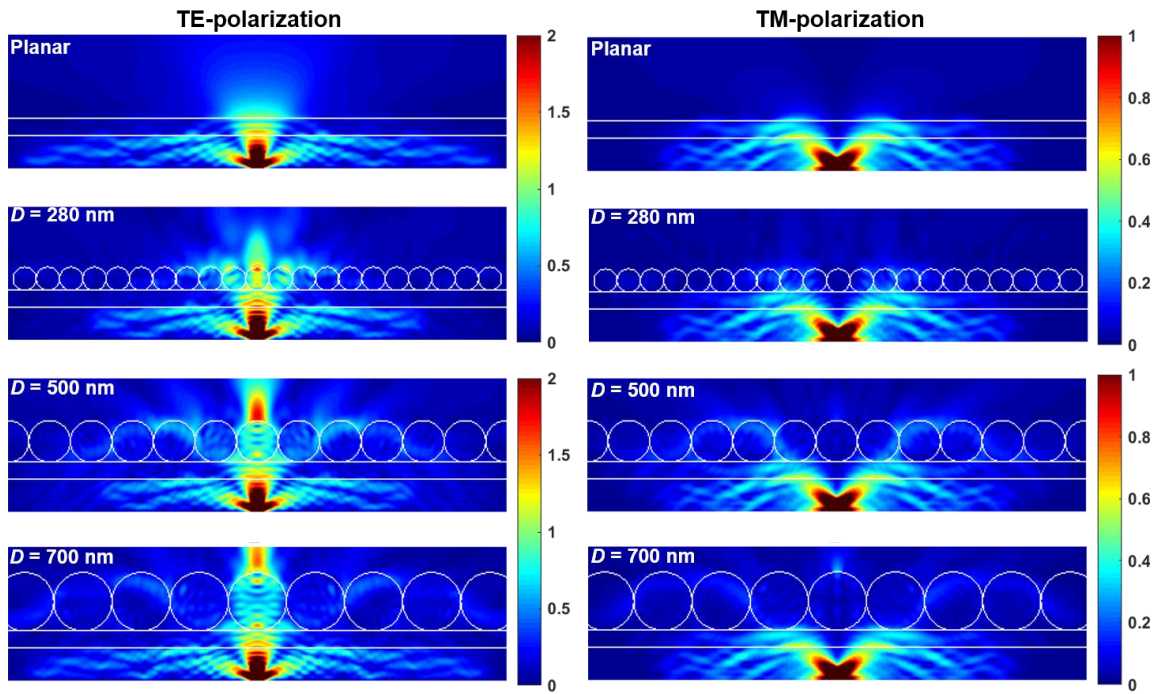 TE-polarization
TM-polarization
Planar
2
1.5
1
0.5
0
Planar
1
0.8
0.6
0.4
0.2
0
D = 280 nm
D = 280 nm
D = 500 nm
2
1.5
1
0.5
0
D = 500 nm
1
0.8
0.6
0.4
0.2
0
D = 700 nm
D = 700 nm